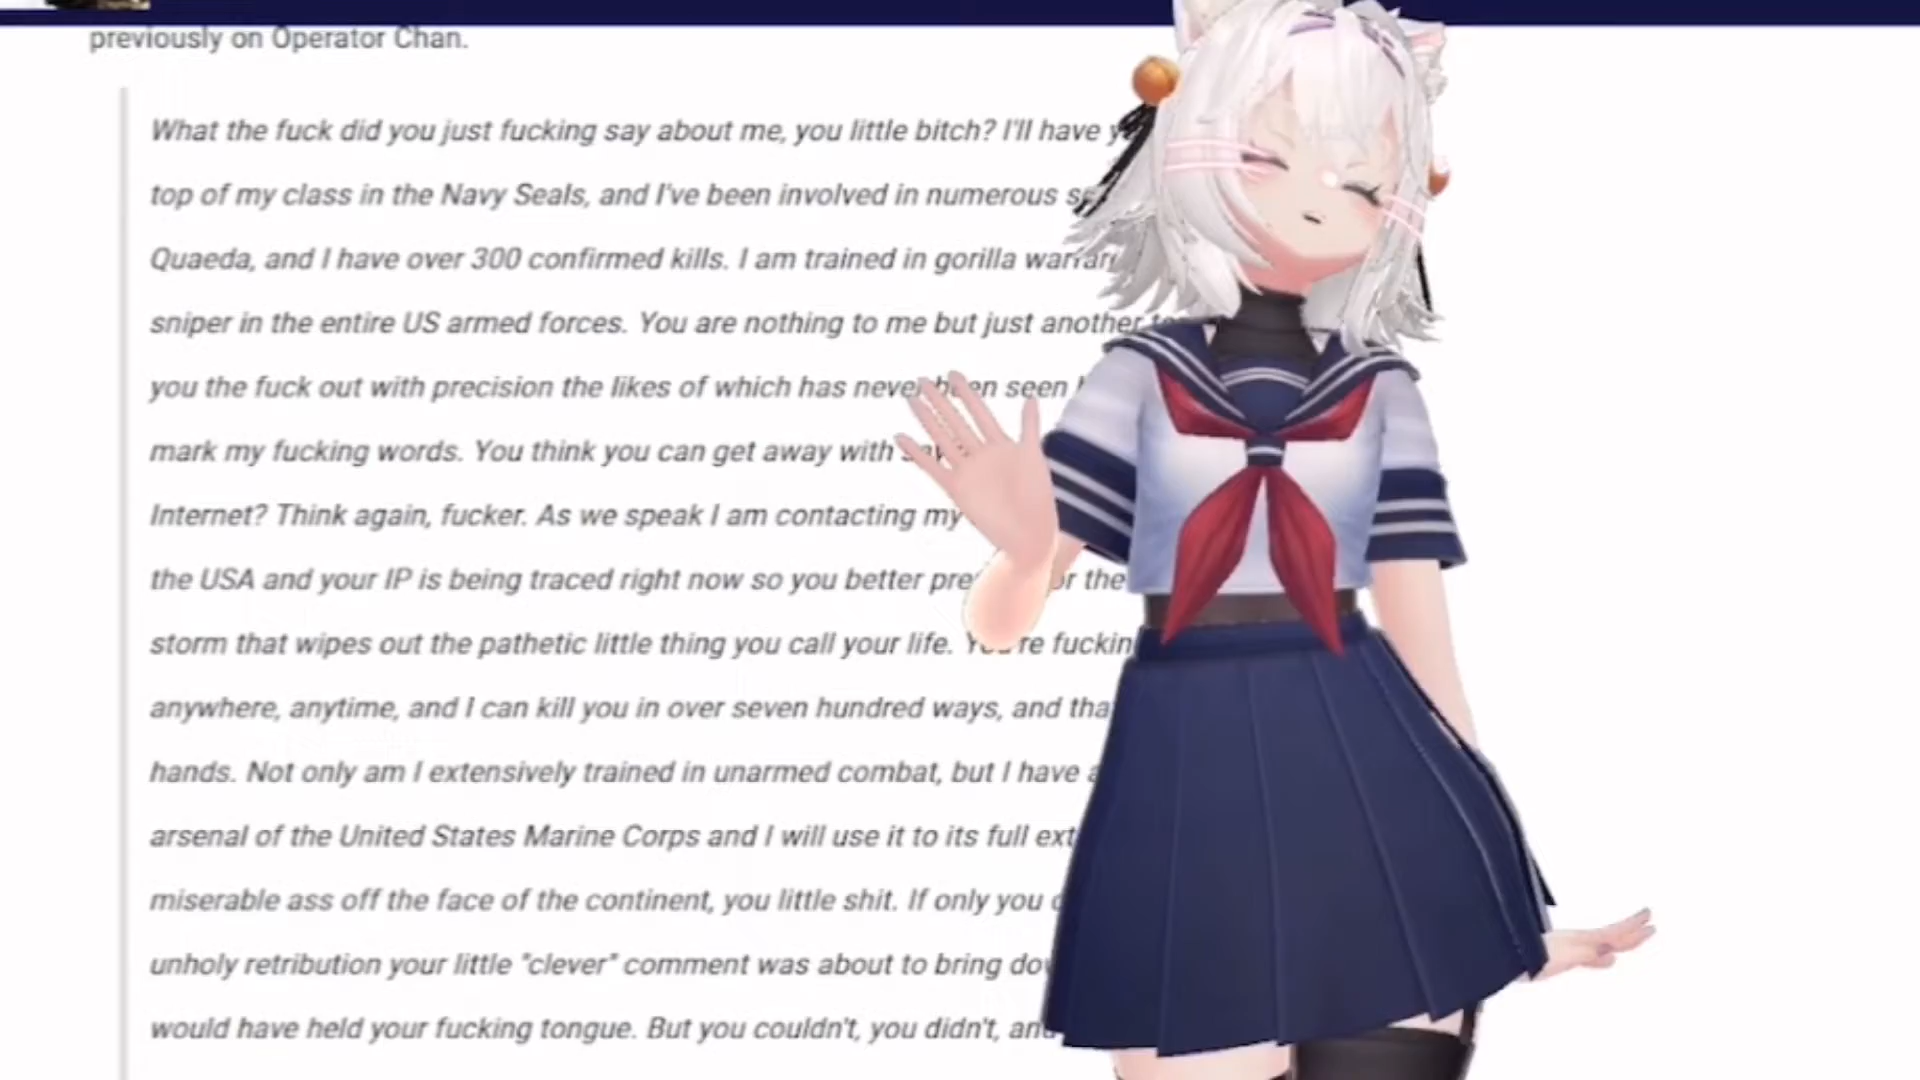 previously on Operator Chan.
What the fuck did you just fucking say about me, you little bitch? I'll have
top of my class in the Navy Seals, and I've been involved in numerous
Quaeda, and I have over 300 confirmed kills. I am trained in gorilla
sniper in the entire US armed forces. You are nothing to me but just another
you the fuck out with precision the likes of which has never been seen
mark my fucking words. You think you can get away with
Internet? Think again, fucker. As we speak I am contacting my
the USA and your IP is being traced right now so you better the
storm that wipes out the pathetic little thing you call your life.
anywhere, anytime, and I can kill you in over seven hundred ways, and
hands. Not only am I extensively trained in unarmed combat, but I have
arsenal of the United States Marine Corps and I will use it to its full
miserable ass off the face of the continent, you little shit. If only you
unholy retribution your little "clever" comment was about to bring
would have held your fucking tongue. But you couldn't, you didn't,